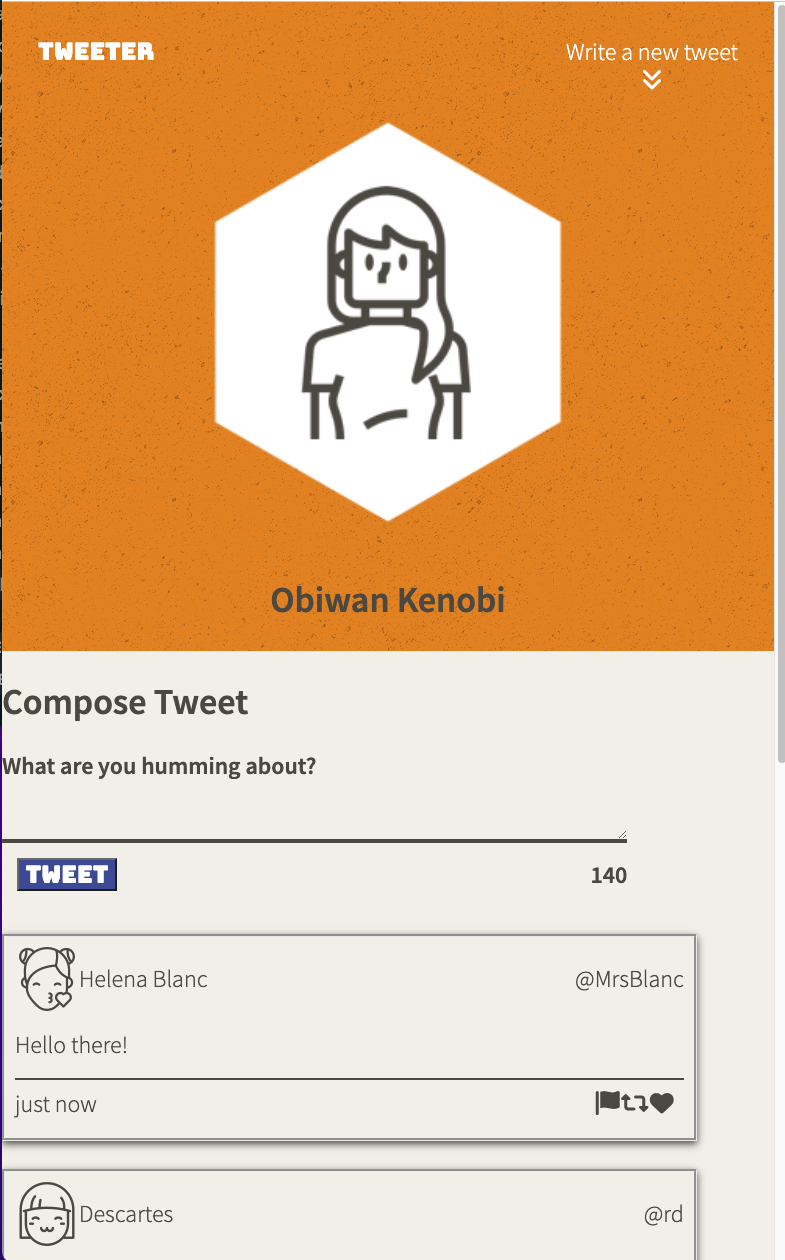 TWEETER
Write a new tweet
Obiwan Kenobi
Compose Tweet
What are you humming about?
TWEET
140
Helena Blanc
@MrsBlanc
Hello there!
just now
Descartes
@rd